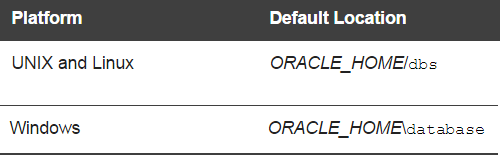 Platform Default Location
UNIX and Linux ORACLE_HOME/dbs
Windows ORACLE_HOME\database